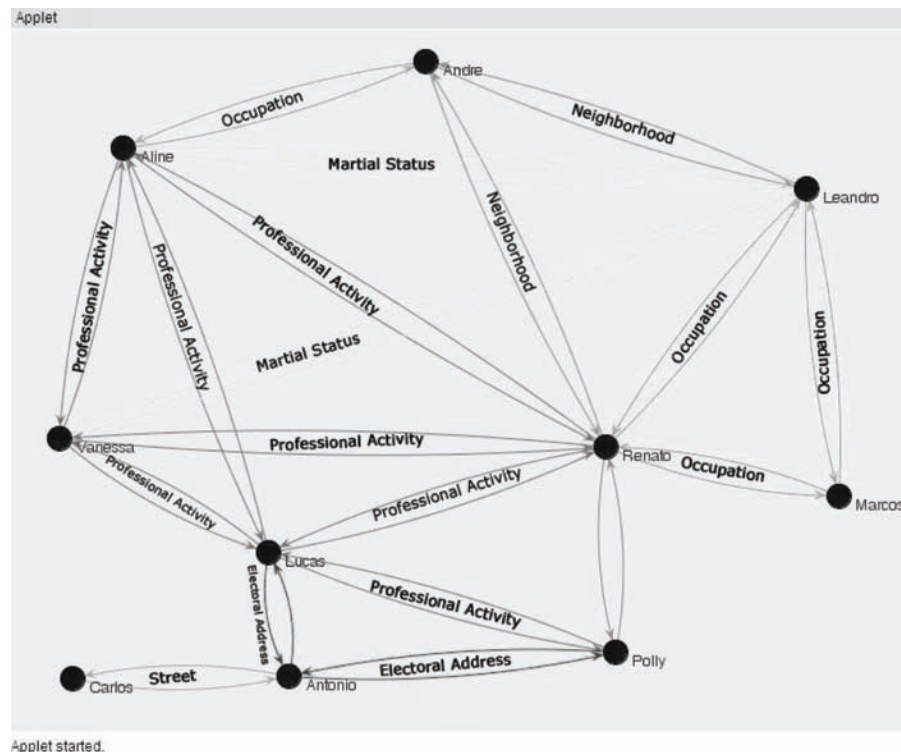 Applet
Andre
Occupation
Neighborhood
Aline
Martial Status
Leandro
Neighborhood
Professional Activity
Professional Activity
Professional Activity
Occupation
Occupation
Martial Status
Vanessa
Professional Activity
Renato
Professional Activity
Professional Activity
Occupation
Marcos
Lucas
Electoral Address
Professional Activity
Electoral Address
Polly
Carlos
Street
Antonio
Applet started.